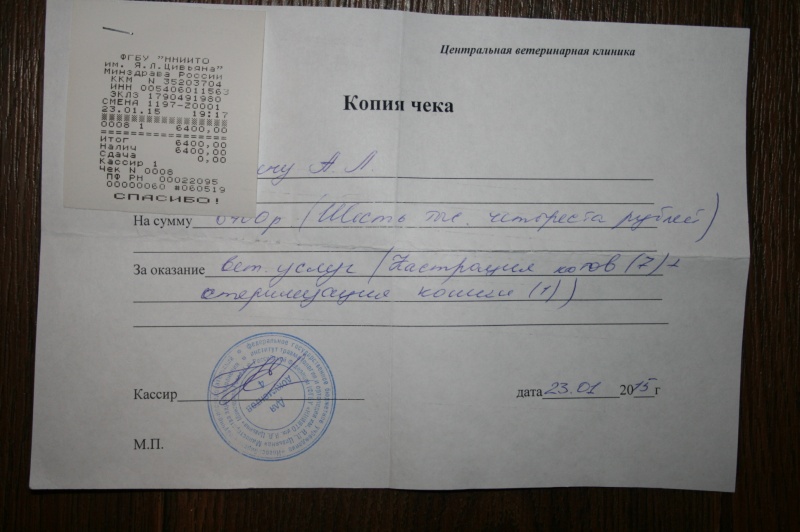 ФГБУ "ННИИТО
им. Я.Л.Цивьяна"
Минздрава России
ККМ N 35203704
ИНН 005406011563
ЭКЛЗ 1790491980
СМЕНА 1197-Z0001
23.01.15 19:17
0008 1 6400,00
ИТОГ 6400,00
Налич 6400,00
Сдача 0,00
Кассир 1
Чек N 0008
ПФ РН 00022095
00000060 #060519
СПАСИБО!
Центральная ветеринарная клиника
Копия чека
А.Л.
На сумму 6400р (Шесть тыс. четыреста рублей)
За оказание вет. услуг (Кастрация котов (7) +
стерилизация кошки (1))
Кассир
дата 23.01 2015г
М.П.
для